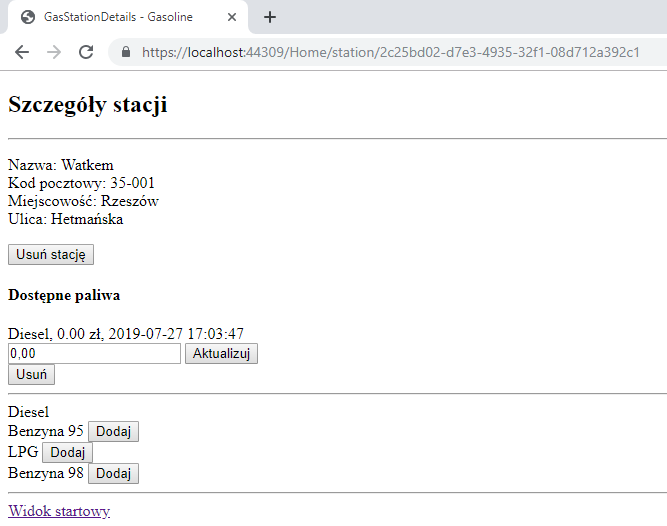 GasStationDetails - Gasoline
https://localhost:44309/Home/station/2c25bd02-d7e3-4935-32f1-08d712a392c1
Szczegóły stacji
Nazwa: Watkem
Kod pocztowy: 35-001
Miejscowość: Rzeszów
Ulica: Hetmańska
Usuń stację
Dostępne paliwa
Diesel, 0.00 zł, 2019-07-27 17:03:47
0,00 Aktualizuj
Usuń
Diesel
Benzyna 95 Dodaj
LPG Dodaj
Benzyna 98 Dodaj
Widok startowy